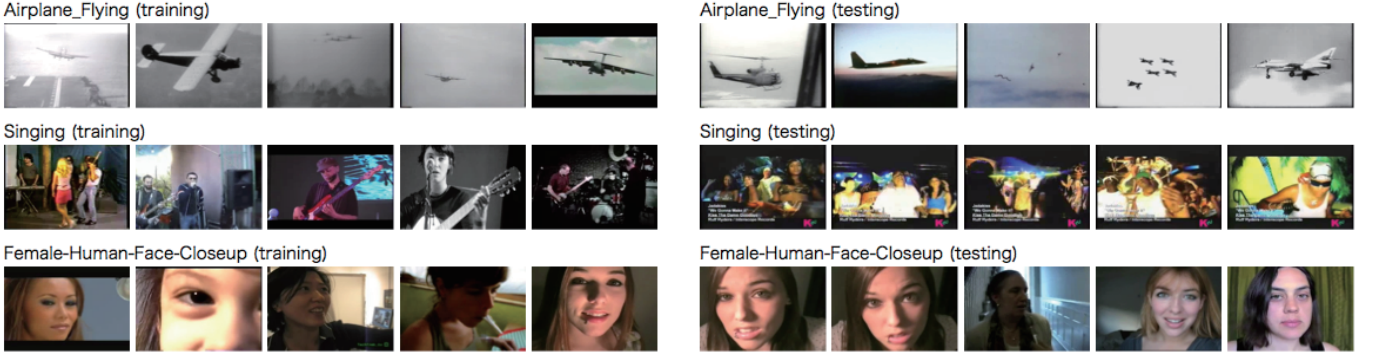 Airplane_Flying (training)
Airplane_Flying (testing)
Singing (training)
Singing (testing)
Female-Human-Face-Closeup (training)
Female-Human-Face-Closeup (testing)